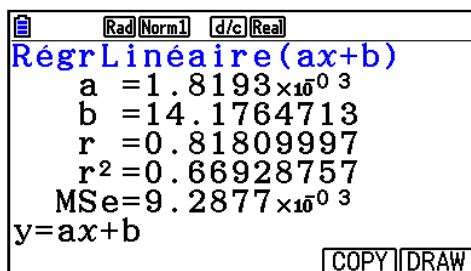 Rad Norm1 d/c Real
RégrLinéaire(ax+b)
a =1.8193×10⁻⁰³
b =14.1764713
r =0.81809997
r²=0.66928757
MSe=9.2877×10⁻⁰³
y=ax+b
COPY DRAW